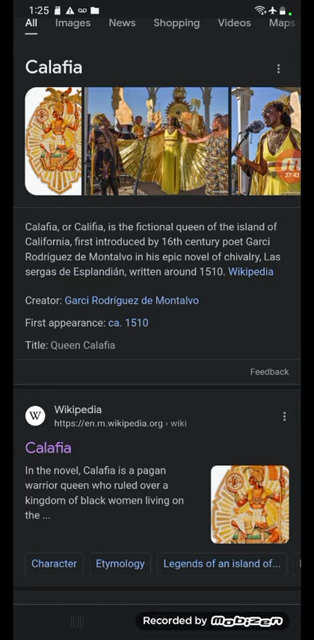 1:25
All Images News Shopping Videos Maps
Calafia
27:43
Calafia, or Califia, is the fictional queen of the island of
California, first introduced by 16th century poet Garci
Rodríguez de Montalvo in his epic novel of chivalry, Las
sergas de Esplandián, written around 1510. Wikipedia
Creator: Garci Rodríguez de Montalvo
First appearance: ca. 1510
Title: Queen Calafia
Feedback
W
Wikipedia
https://en.m.wikipedia.org › wiki
Calafia
In the novel, Calafia is a pagan
warrior queen who ruled over a
kingdom of black women living on
the ...
Character Etymology Legends of an island of...
Recorded by Mobizen